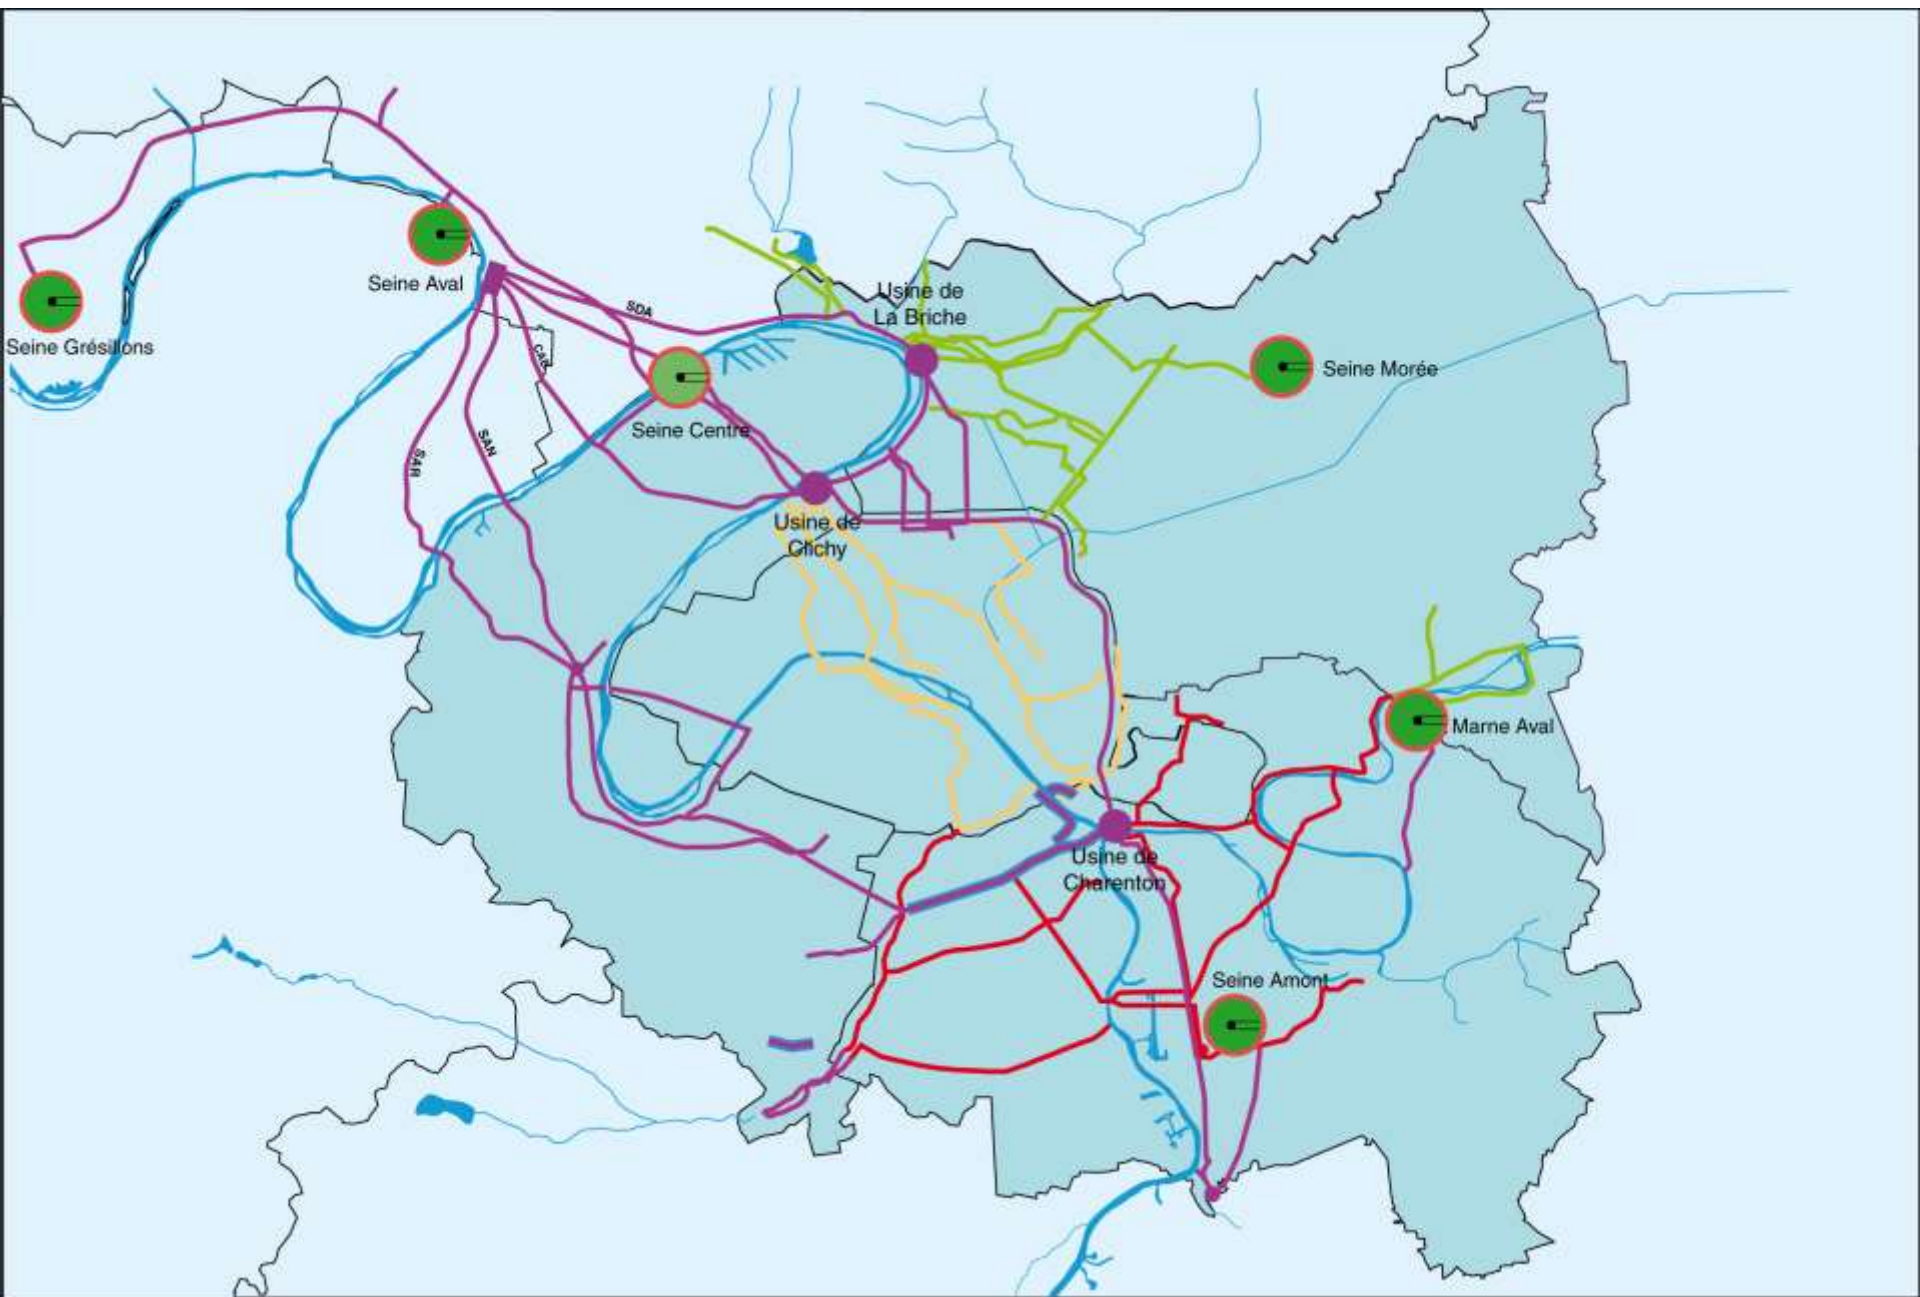 Seine Aval
Seine Grésillons
SDA
CAB
SAN
SAR
Usine de
La Briche
Seine Centre
Seine Morée
Usine de
Clichy
Marne Aval
Usine de
Charenton
Seine Amont